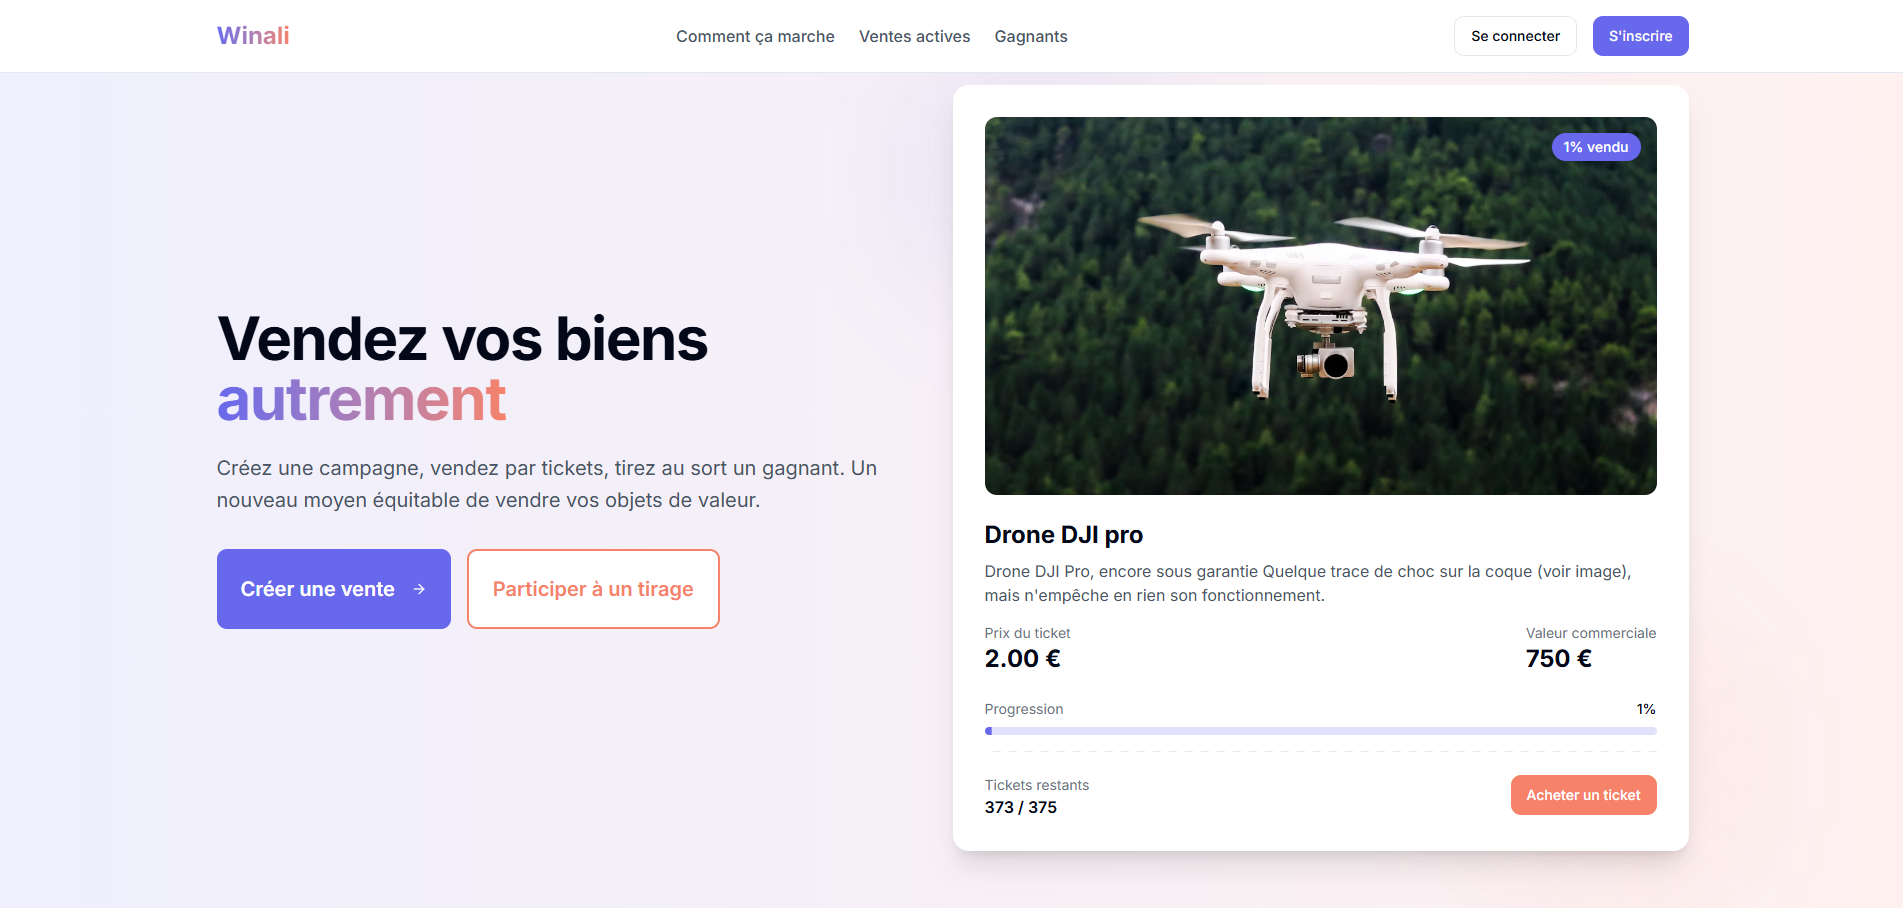 Winali
Comment ça marche
Ventes actives
Gagnants
Se connecter
S'inscrire
Vendez vos biens
autrement
Créez une campagne, vendez par tickets, tirez au sort un gagnant. Un
nouveau moyen équitable de vendre vos objets de valeur.
Créer une vente →
Participer à un tirage
1% vendu
Drone DJI pro
Drone DJI Pro, encore sous garantie Quelque trace de choc sur la coque (voir image),
mais n'empêche en rien son fonctionnement.
Prix du ticket
2.00 €
Valeur commerciale
750 €
Progression
1%
Tickets restants
373 / 375
Acheter un ticket